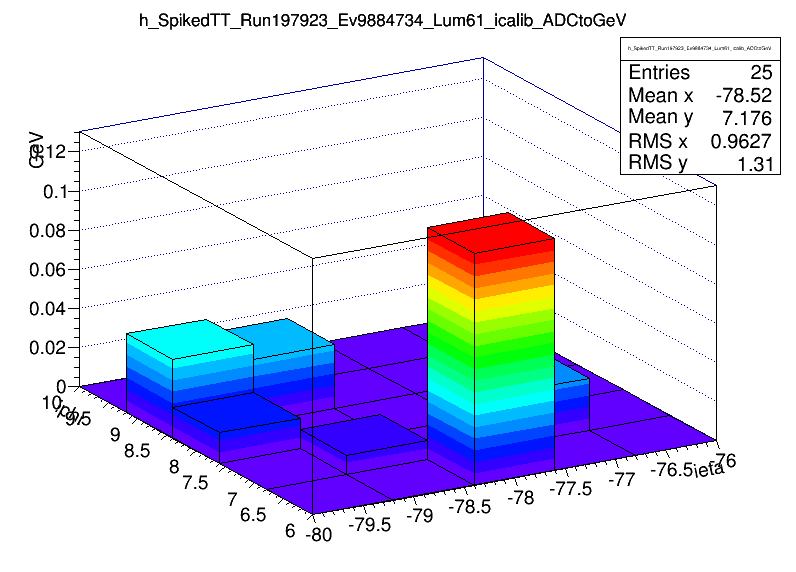 h_SpikedTT_Run197923_Ev9884734_Lum61_icalib_ADCtoGeV
h_SpikedTT_Run197923_Ev9884734_Lum61_icalib_ADCtoGeV
Entries 25
Mean x -78.52
Mean y 7.176
RMS x 0.9627
RMS y 1.31
GeV
0.12
0.1
0.08
0.06
0.04
0.02
0
10
9.5
9
8.5
8
7.5
7
6.5
6
iphi
-80
-79.5
-79
-78.5
-78
-77.5
-77
-76.5
-76
ieta